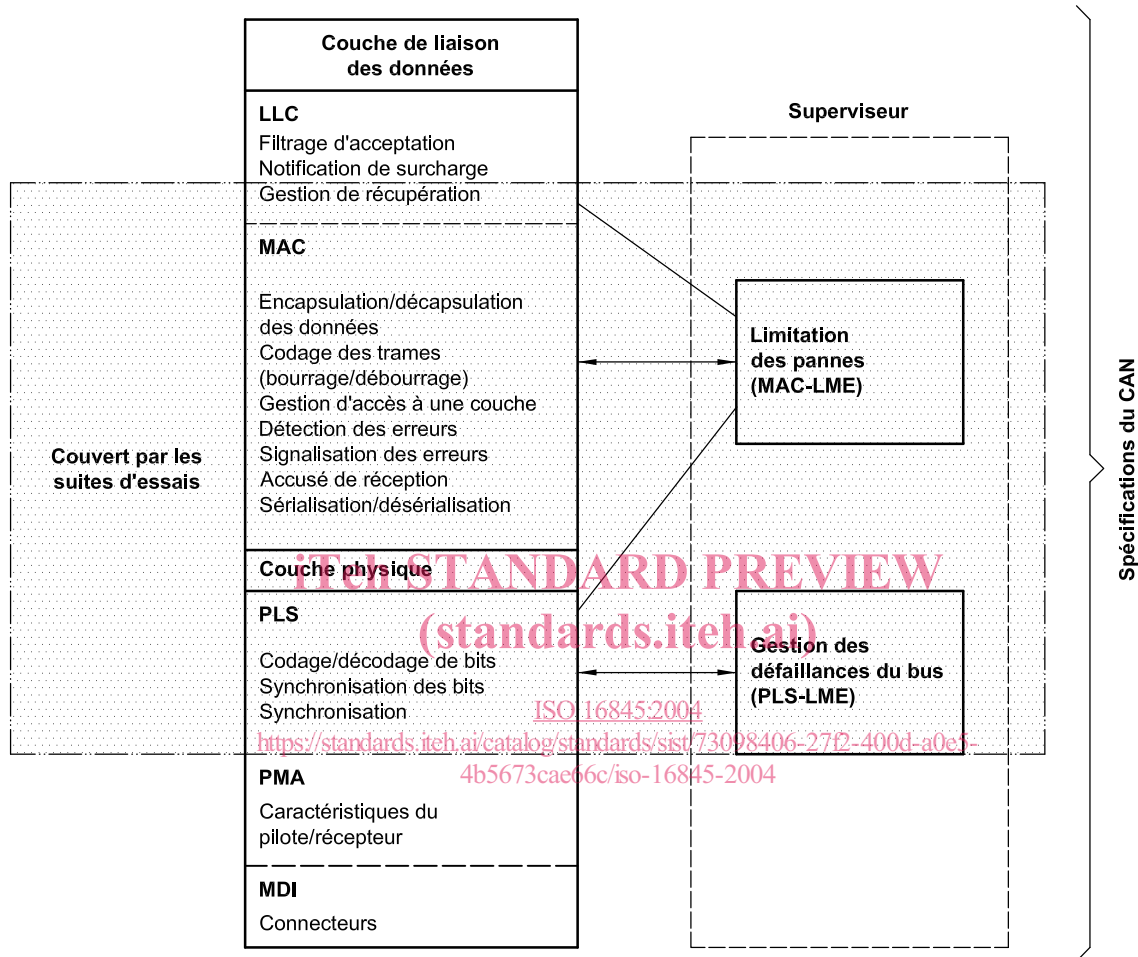 Couche de liaison
des données
LLC
Filtrage d'acceptation
Notification de surcharge
Gestion de récupération
MAC
Encapsulation/décapsulation
des données
Codage des trames
(bourrage/débourrage)
Gestion d'accès à une couche
Détection des erreurs
Signalisation des erreurs
Accusé de réception
Sérialisation/désérialisation
Couche physique
PLS
Codage/décodage de bits
Synchronisation des bits
Synchronisation
PMA
Caractéristiques du
pilote/récepteur
MDI
Connecteurs
Couvert par les
suites d'essais
Superviseur
Limitation
des pannes
(MAC-LME)
Gestion des
défaillances du bus
(PLS-LME)
Spécifications du CAN
iTeh STANDARD PREVIEW
(standards.iteh.ai)
ISO 16845:2004
https://standards.iteh.ai/catalog/standards/sist/73098406-27f2-400d-a0e5-
4b5673cae66c/iso-16845-2004